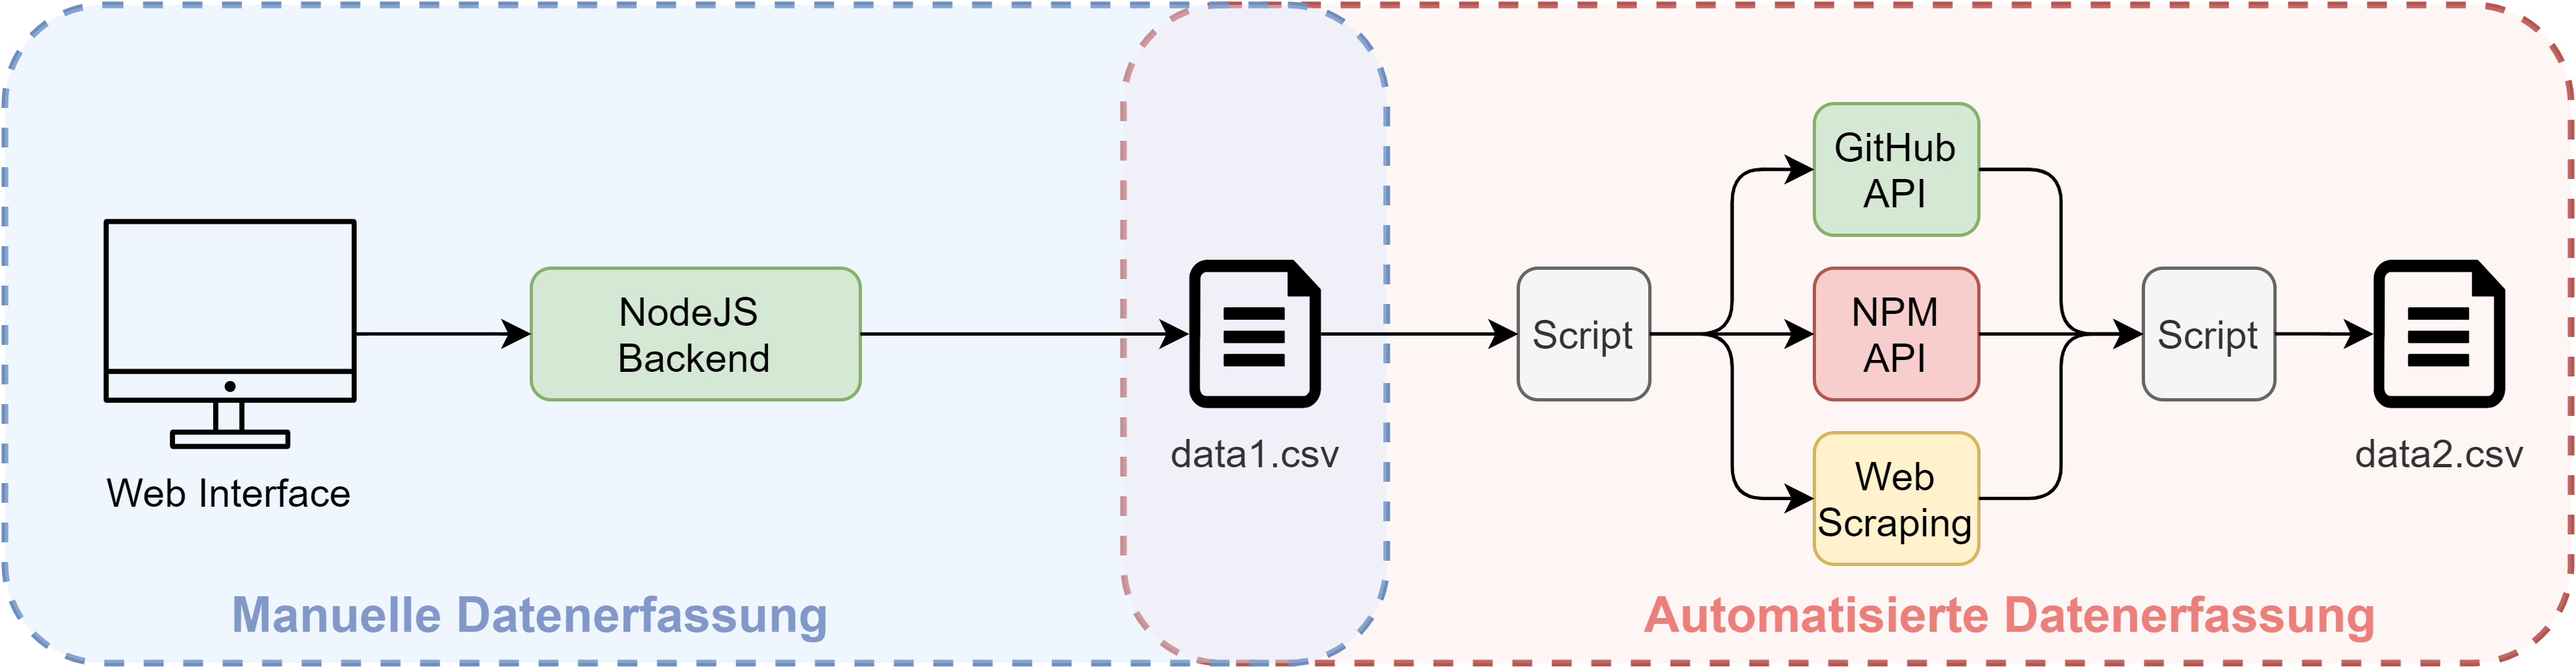 Web Interface
NodeJS
Backend
data1.csv
Script
GitHub
API
NPM
API
Web
Scraping
Script
data2.csv
Manuelle Datenerfassung
Automatisierte Datenerfassung